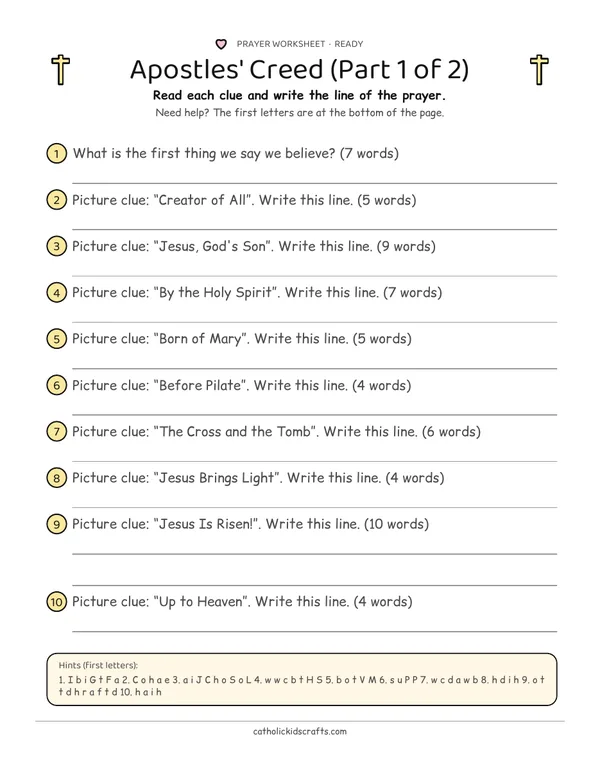 PRAYER WORKSHEET · READY
Apostles' Creed (Part 1 of 2)
Read each clue and write the line of the prayer.
Need help? The first letters are at the bottom of the page.
1 What is the first thing we say we believe? (7 words)
2 Picture clue: “Creator of All”. Write this line. (5 words)
3 Picture clue: “Jesus, God's Son”. Write this line. (9 words)
4 Picture clue: “By the Holy Spirit”. Write this line. (7 words)
5 Picture clue: “Born of Mary”. Write this line. (5 words)
6 Picture clue: “Before Pilate”. Write this line. (4 words)
7 Picture clue: “The Cross and the Tomb”. Write this line. (6 words)
8 Picture clue: “Jesus Brings Light”. Write this line. (4 words)
9 Picture clue: “Jesus Is Risen!”. Write this line. (10 words)
10 Picture clue: “Up to Heaven”. Write this line. (4 words)
Hints (first letters):
1. I b i G t F a 2. C o h a e 3. a i J C h o S o L 4. w w c b t H S 5. b o t V M 6. s u P P 7. w c d a w b 8. h d i h 9. o t
t d h r a f t d 10. h a i h
catholickidscrafts.com